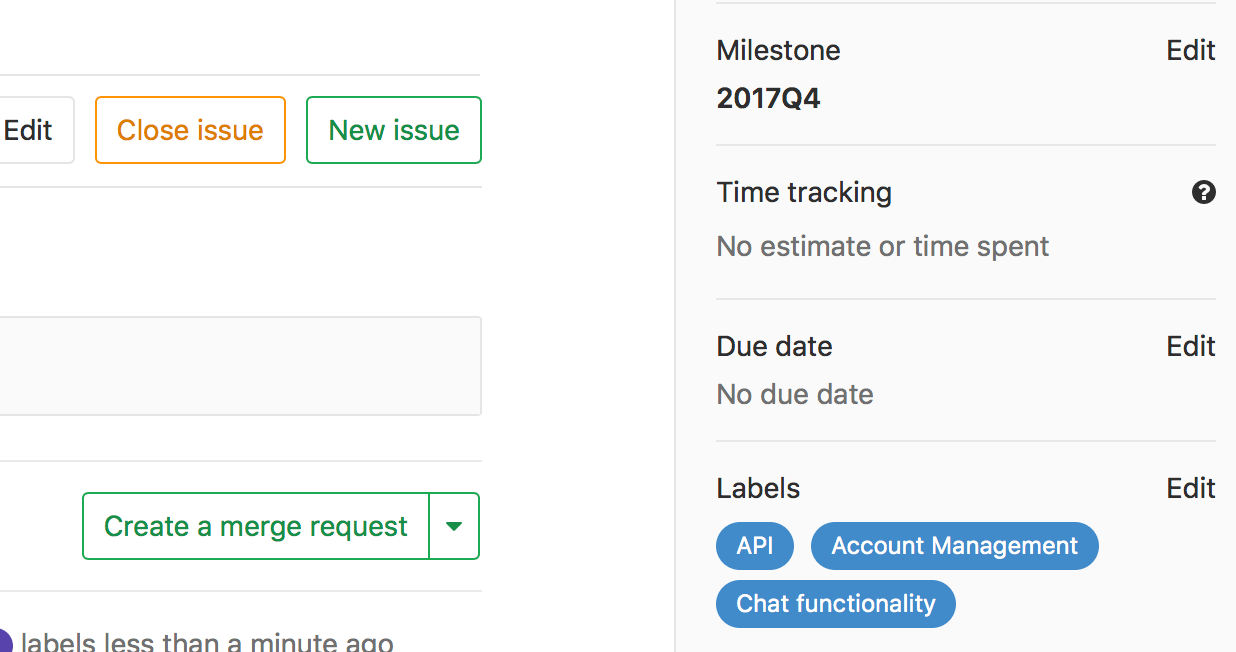 Edit Close issue New issue
Create a merge request
labels less than a minute ago
Milestone Edit
2017Q4
Time tracking ?
No estimate or time spent
Due date Edit
No due date
Labels Edit
API Account Management
Chat functionality